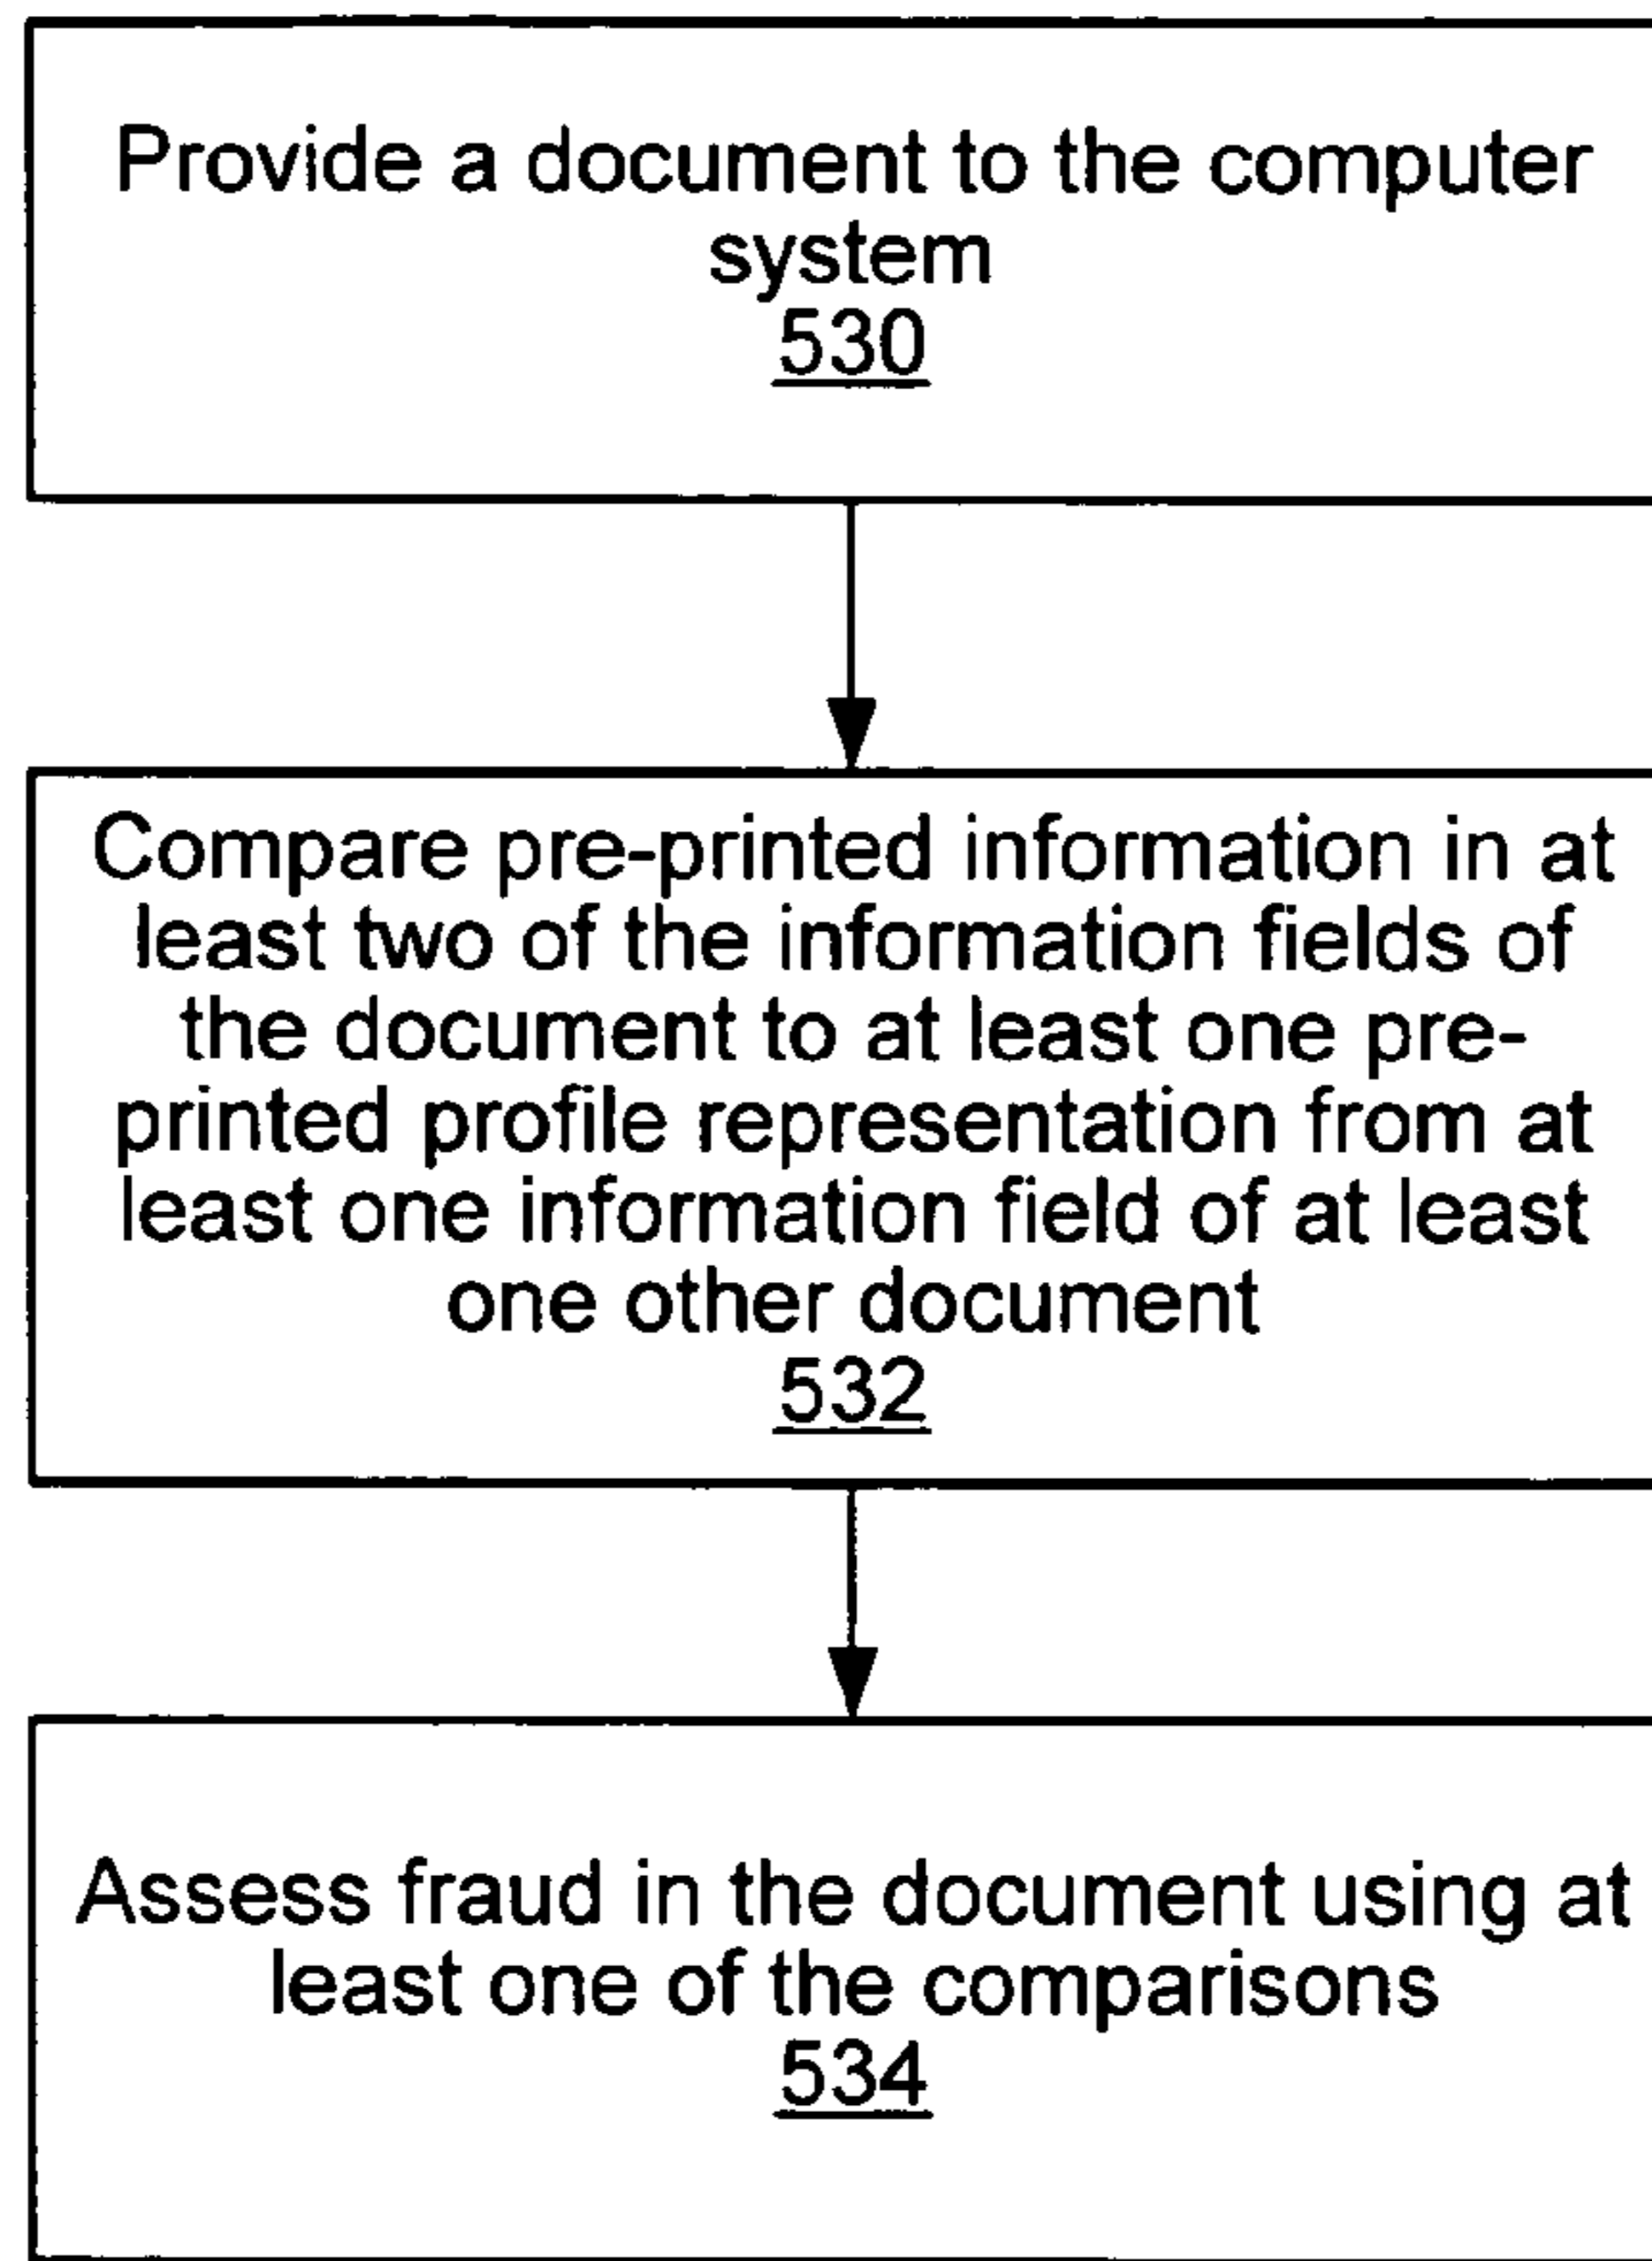 Provide a document to the computer
system
530
Compare pre-printed information in at
least two of the information fields of
the document to at least one pre-
printed profile representation from at
least one information field of at least
one other document
532
Assess fraud in the document using at
least one of the comparisons
534